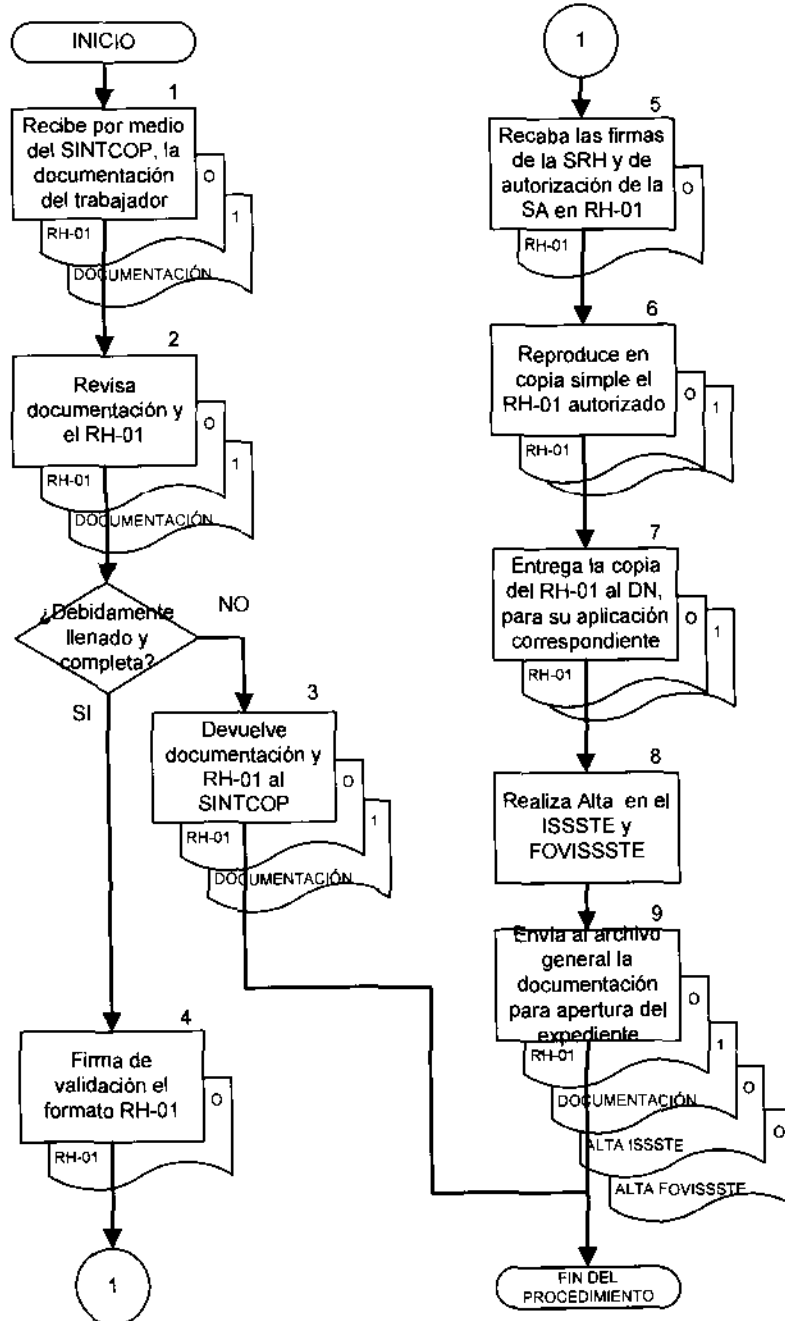 INICIO
1
Recibe por medio
del SINTCOP, la
documentación
del trabajador
O
1
RH-01
DOCUMENTACIÓN
2
Revisa
documentación y
el RH-01
O
1
RH-01
DOCUMENTACIÓN
¿Debidamente
llenado y
completa?
NO
SI
3
Devuelve
documentación y
RH-01 al
SINTCOP
O
1
RH-01
DOCUMENTACIÓN
4
Firma de
validación el
formato RH-01
O
RH-01
1
1
5
Recaba las firmas
de la SRH y de
autorización de la
SA en RH-01
O
RH-01
6
Reproduce en
copia simple el
RH-01 autorizado
O
1
RH-01
7
Entrega la copia
del RH-01 al DN,
para su aplicación
correspondiente
O
1
RH-01
8
Realiza Alta en el
ISSSTE y
FOVISSSTE
9
Envía al archivo
general la
documentación
para apertura del
expediente
O
1
O
O
RH-01
DOCUMENTACIÓN
ALTA ISSSTE
ALTA FOVISSSTE
FIN DEL
PROCEDIMIENTO